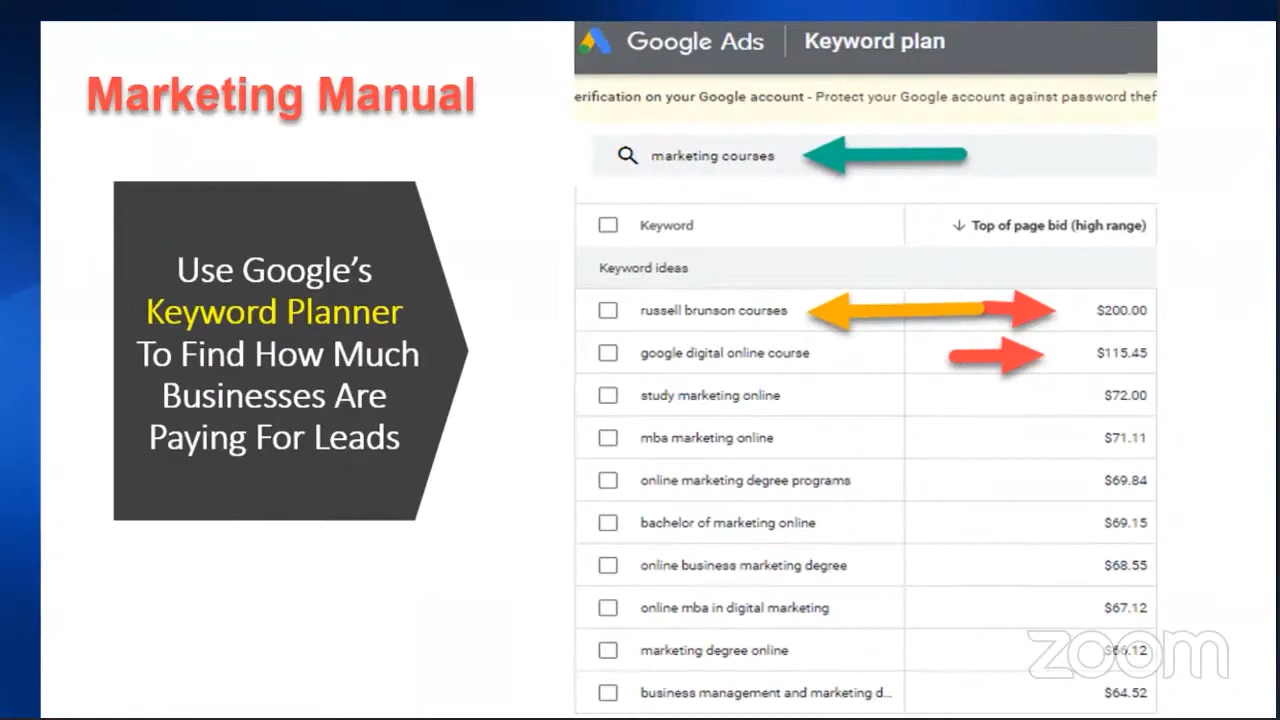 Marketing Manual
Use Google's
Keyword Planner
To Find How Much
Businesses Are
Paying For Leads
Google Ads Keyword plan
erification on your Google account - Protect your Google account against password thef
marketing courses
Keyword Top of page bid (high range)
Keyword ideas
russell brunson courses $200.00
google digital online course $115.45
study marketing online $72.00
mba marketing online $71.11
online marketing degree programs $69.84
bachelor of marketing online $69.15
online business marketing degree $68.55
online mba in digital marketing $67.12
marketing degree online $66.12
business management and marketing d... $64.52
zoom